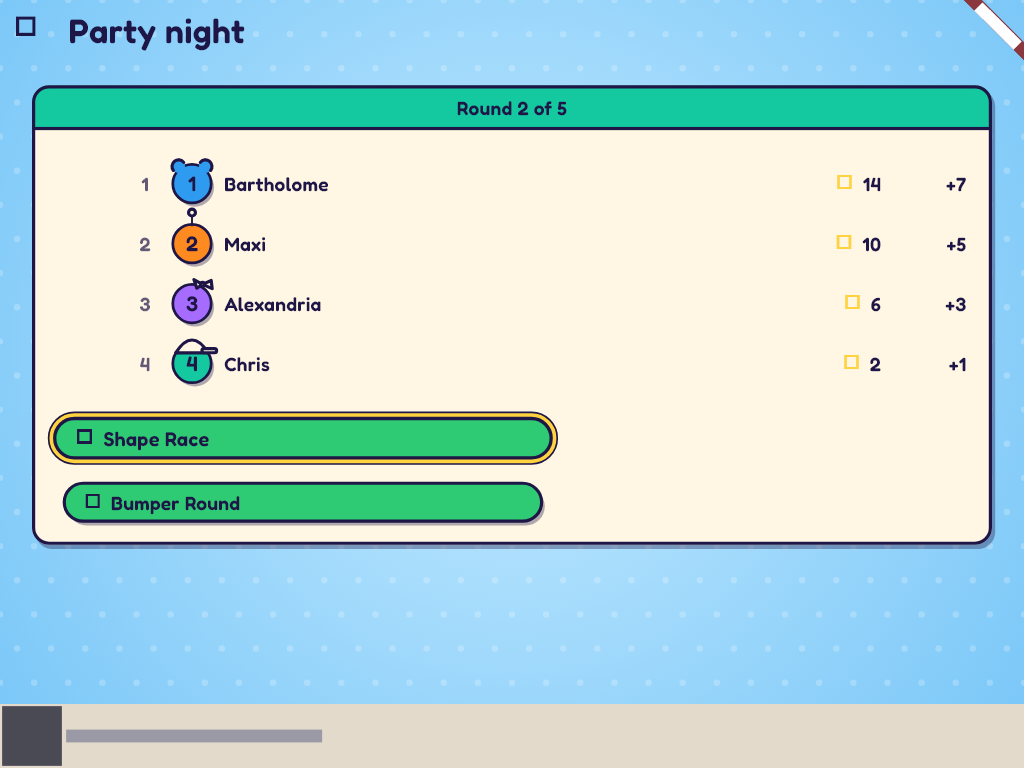 Party night
Round 2 of 5
1 1 Bartholome 14 +7
2 2 Maxi 10 +5
3 3 Alexandria 6 +3
4 4 Chris 2 +1
Shape Race
Bumper Round